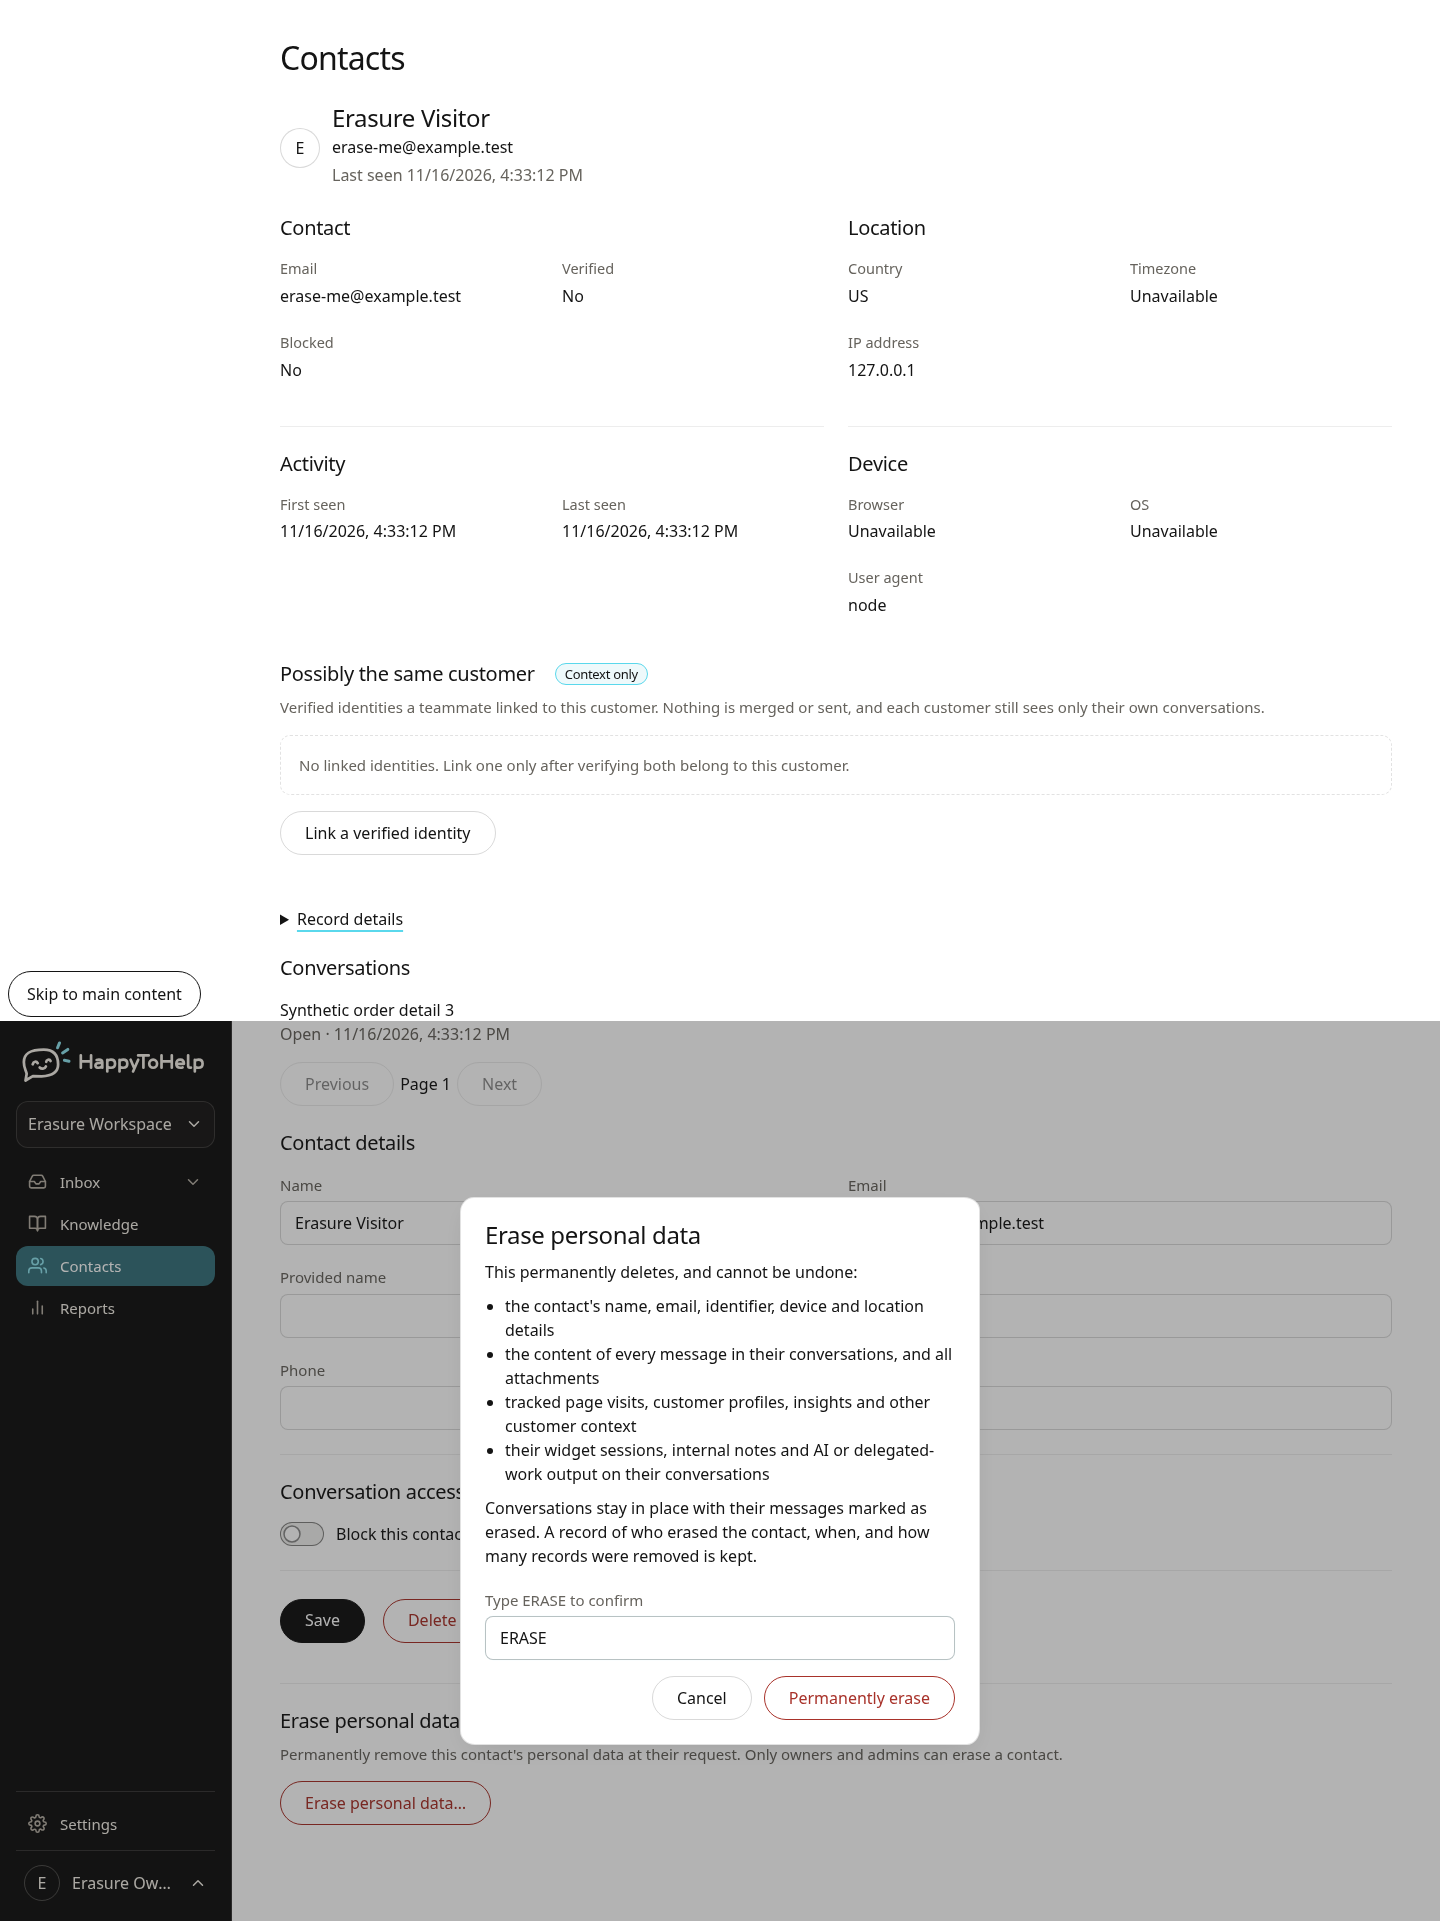 Contacts
E
Erasure Visitor
erase-me@example.test
Last seen 11/16/2026, 4:33:12 PM
Contact
Email
erase-me@example.test
Verified
No
Blocked
No
Location
Country
US
Timezone
Unavailable
IP address
127.0.0.1
Activity
First seen
11/16/2026, 4:33:12 PM
Last seen
11/16/2026, 4:33:12 PM
Device
Browser
Unavailable
OS
Unavailable
User agent
node
Possibly the same customer
Context only
Verified identities a teammate linked to this customer. Nothing is merged or sent, and each customer still sees only their own conversations.
No linked identities. Link one only after verifying both belong to this customer.
Link a verified identity
Record details
Conversations
Synthetic order detail 3
Open · 11/16/2026, 4:33:12 PM
Previous
Page 1
Next
Skip to main content
HappyToHelp
Erasure Workspace
Inbox
Knowledge
Contacts
Reports
Settings
E
Erasure Ow...
Contact details
Name
Erasure Visitor
Email
mple.test
Provided name
Phone
Conversation access
Block this contac
Save
Delete
Erase personal data
Permanently remove this contact's personal data at their request. Only owners and admins can erase a contact.
Erase personal data...
Erase personal data
This permanently deletes, and cannot be undone:
• the contact's name, email, identifier, device and location
details
• the content of every message in their conversations, and all
attachments
• tracked page visits, customer profiles, insights and other
customer context
• their widget sessions, internal notes and AI or delegated-
work output on their conversations
Conversations stay in place with their messages marked as
erased. A record of who erased the contact, when, and how
many records were removed is kept.
Type ERASE to confirm
ERASE
Cancel
Permanently erase